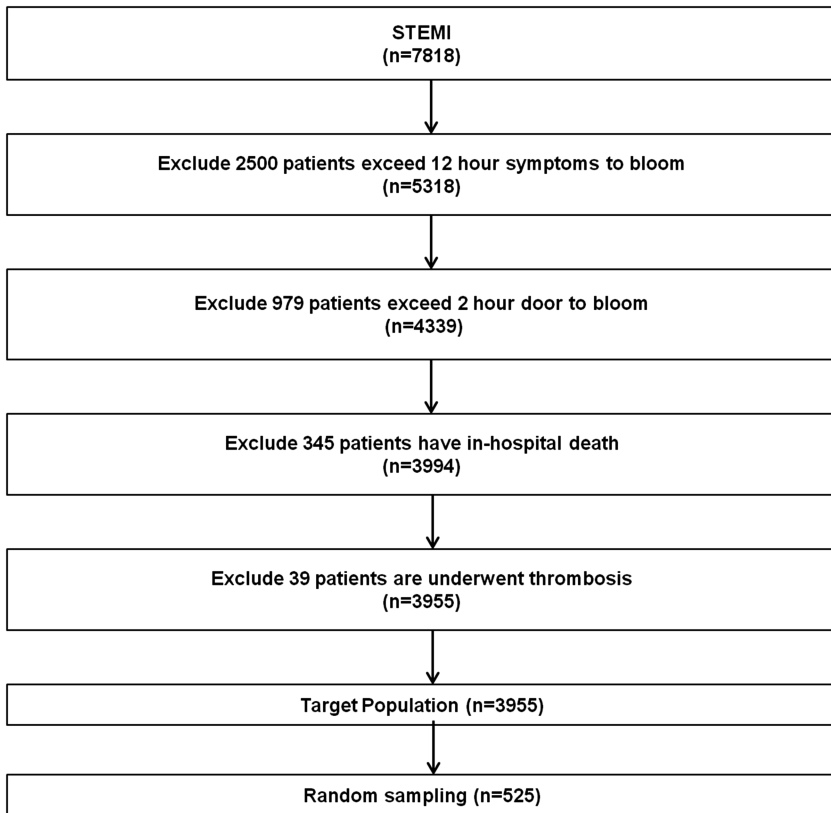 STEMI
(n=7818)
Exclude 2500 patients exceed 12 hour symptoms to bloom
(n=5318)
Exclude 979 patients exceed 2 hour door to bloom
(n=4339)
Exclude 345 patients have in-hospital death
(n=3994)
Exclude 39 patients are underwent thrombosis
(n=3955)
Target Population (n=3955)
Random sampling (n=525)